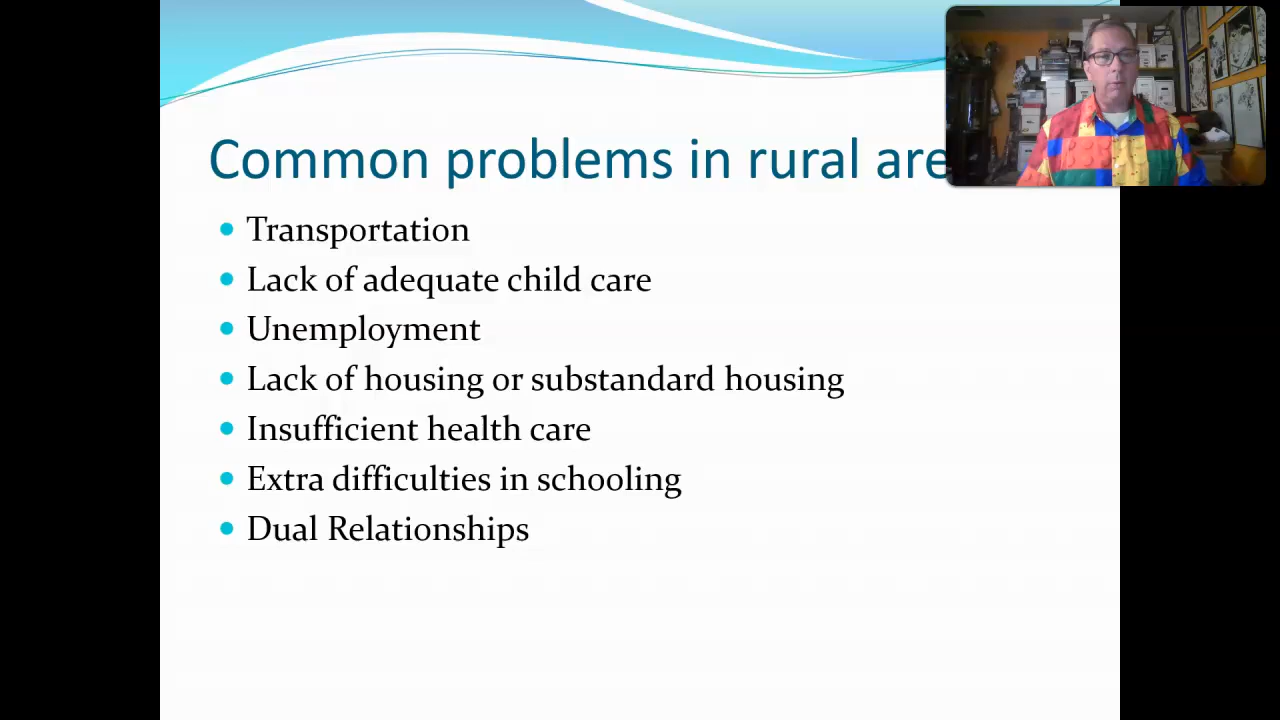 Common problems in rural
Transportation
Lack of adequate child care
Unemployment
Lack of housing or substandard housing
Insufficient health care
Extra difficulties in schooling
Dual Relationships